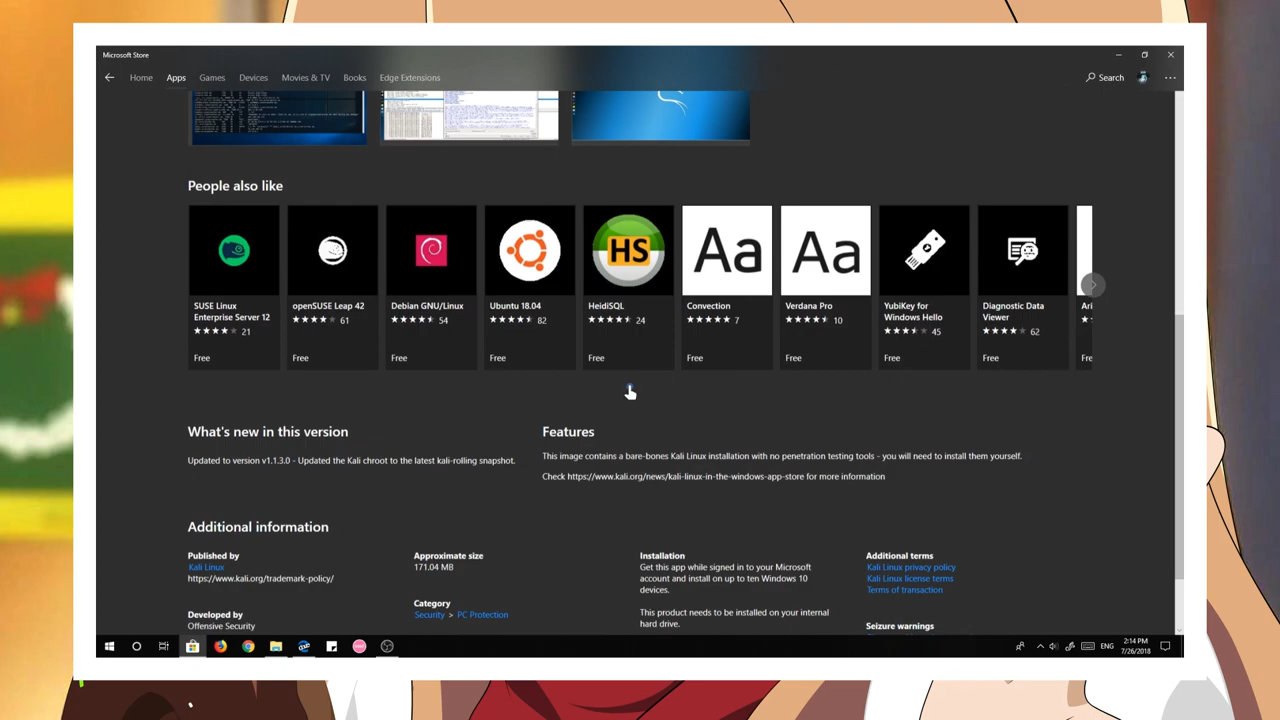 Microsoft Store
Home Apps Games Devices Movies & TV Books Edge Extensions Search
People also like
HS Aa Aa
SUSE Linux Enterprise Server 12
21
Free
openSUSE Leap 42
61
Free
Debian GNU/Linux
54
Free
Ubuntu 18.04
82
Free
HeidiSQL
24
Free
Convection
7
Free
Verdana Pro
10
Free
YubiKey for
Windows Hello
45
Free
Diagnostic Data
Viewer
62
Free
What's new in this version
Updated to version v1.1.3.0 - Updated the Kali chroot to the latest kali-rolling snapshot.
Features
This image contains a bare-bones Kali Linux installation with no penetration testing tools - you will need to install them yourself.
Check https://www.kali.org/news/kali-linux-in-the-windows-app-store for more information
Additional information
Published by
Kali Linux
https://www.kali.org/trademark-policy/
Developed by
Offensive Security
Approximate size
171.04 MB
Category
Security > PC Protection
Installation
Get this app while signed in to your Microsoft
account and install on up to ten Windows 10
devices.
This product needs to be installed on your internal
hard drive.
Additional terms
Kali Linux privacy policy
Kali Linux license terms
Terms of transaction
Seizure warnings
ENG
2:14 PM
7/26/2018